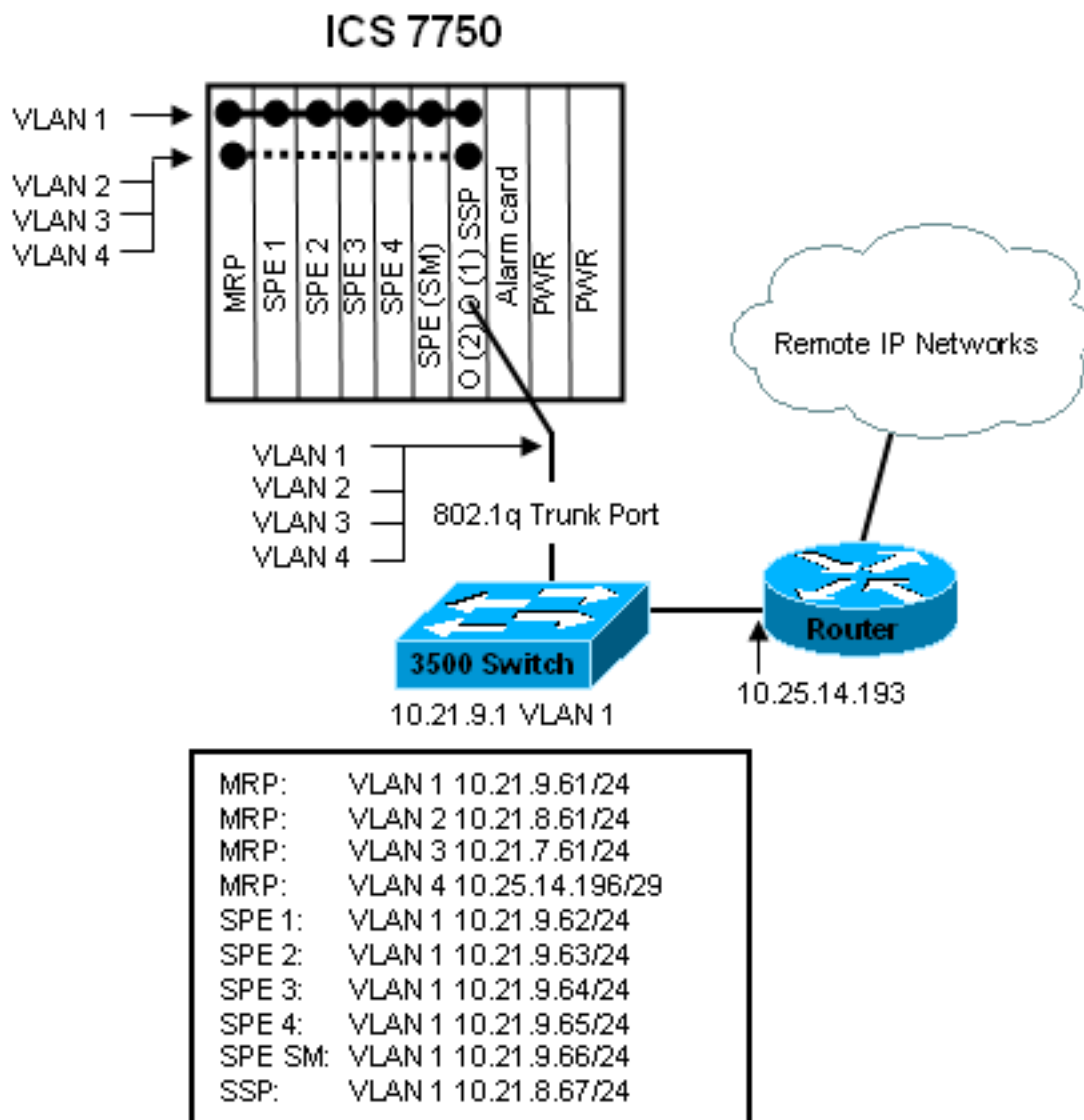 ICS 7750
VLAN 1
VLAN 2
VLAN 3
VLAN 4
MRP
SPE 1
SPE 2
SPE 3
SPE 4
SPE (SM)
O (2) O (1) SSP
Alarm card
PWR
PWR
Remote IP Networks
VLAN 1
VLAN 2
VLAN 3
VLAN 4
802.1q Trunk Port
3500 Switch
Router
10.21.9.1 VLAN 1
10.25.14.193
MRP: VLAN 1 10.21.9.61/24
MRP: VLAN 2 10.21.8.61/24
MRP: VLAN 3 10.21.7.61/24
MRP: VLAN 4 10.25.14.196/29
SPE 1: VLAN 1 10.21.9.62/24
SPE 2: VLAN 1 10.21.9.63/24
SPE 3: VLAN 1 10.21.9.64/24
SPE 4: VLAN 1 10.21.9.65/24
SPE SM: VLAN 1 10.21.9.66/24
SSP: VLAN 1 10.21.8.67/24